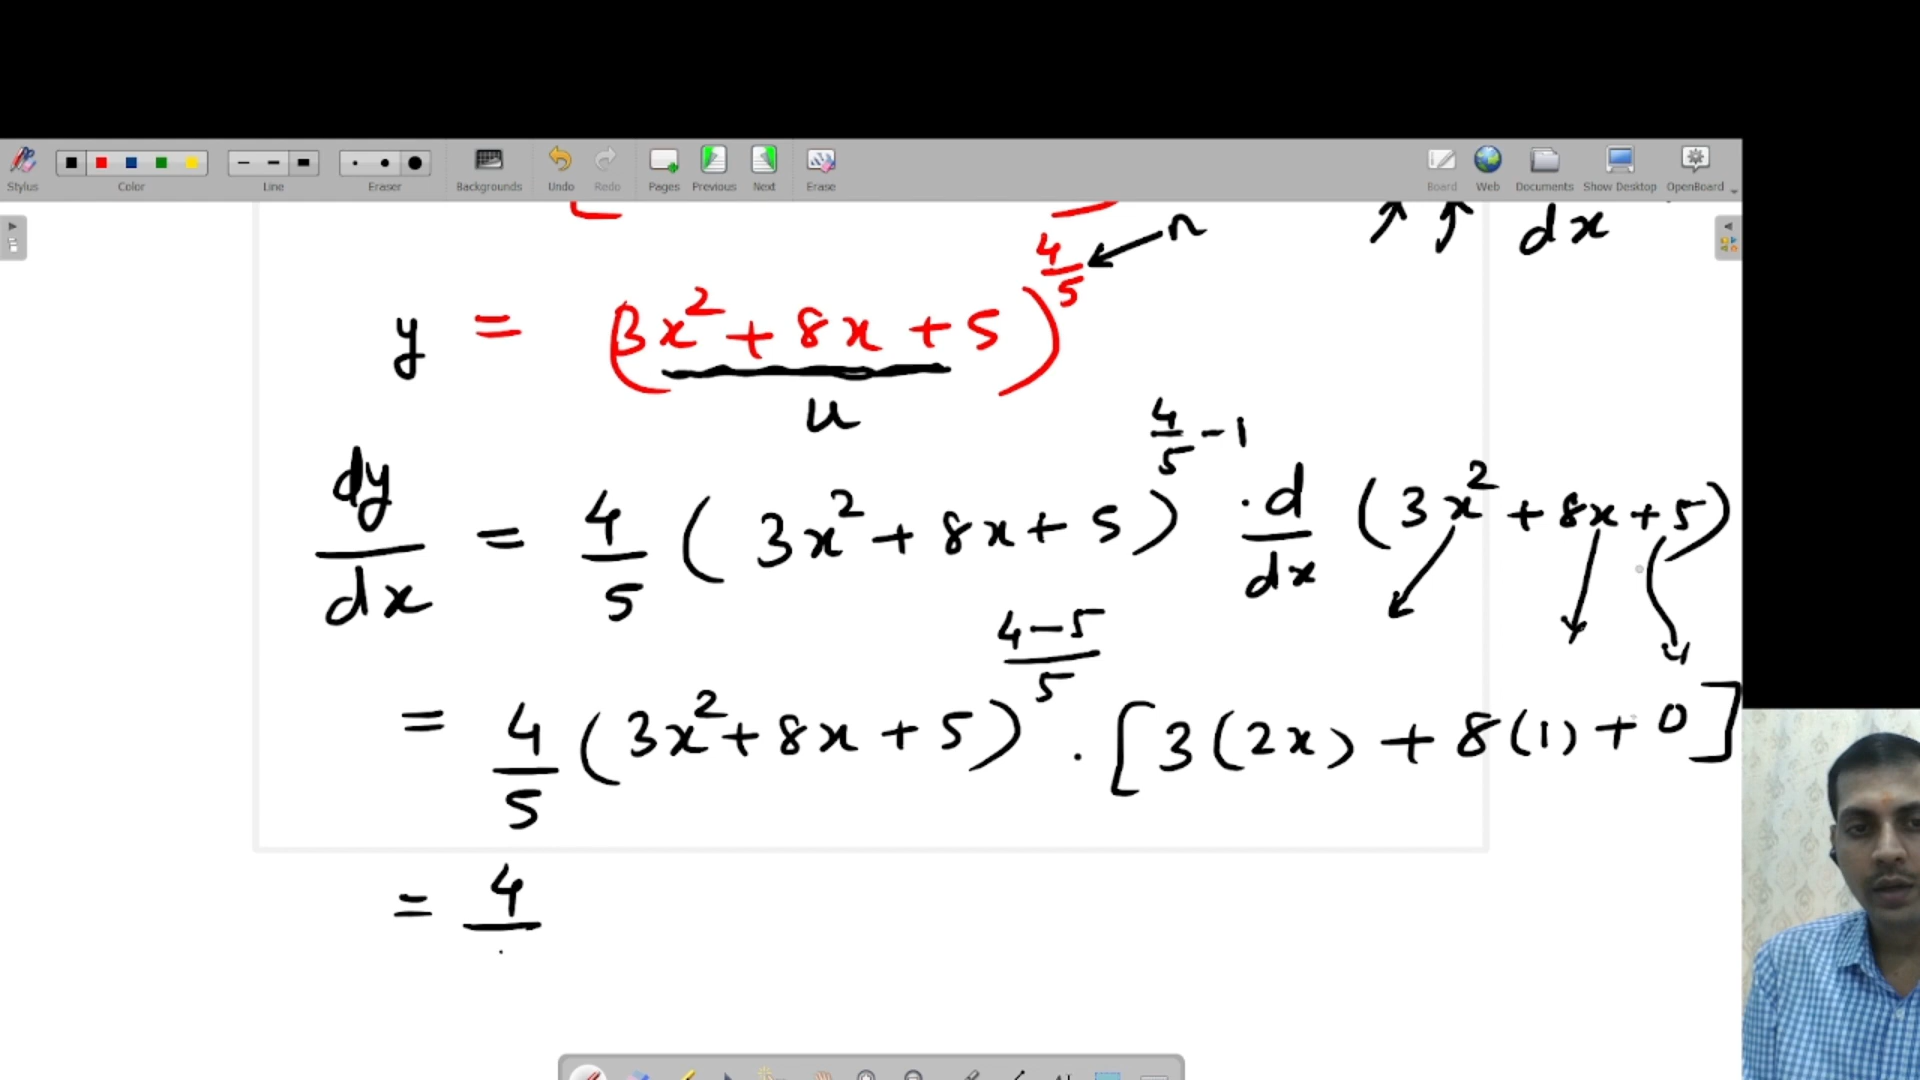 Stylus Color Line Eraser Backgrounds Undo Redo Pages Previous Next Erase Board Web Documents Show Desktop OpenBoard
n
dx
y = (3x² + 8x + 5)^(4/5)
u
dy/dx = 4/5 (3x² + 8x + 5)^(4/5 - 1) · d/dx (3x² + 8x + 5)
= 4/5 (3x² + 8x + 5)^((4-5)/5) · [3(2x) + 8(1) + 0]
= 4